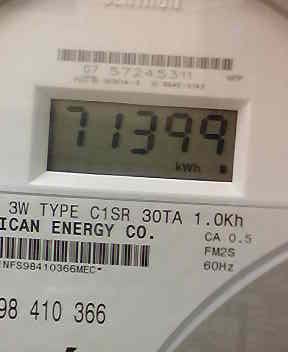 07 57245311
71399
kWh
3W TYPE C1SR 30TA 1.0Kh
ICAN ENERGY CO.
CA 0.5
FM2S
60Hz
NFS98410366MEC
98 410 366